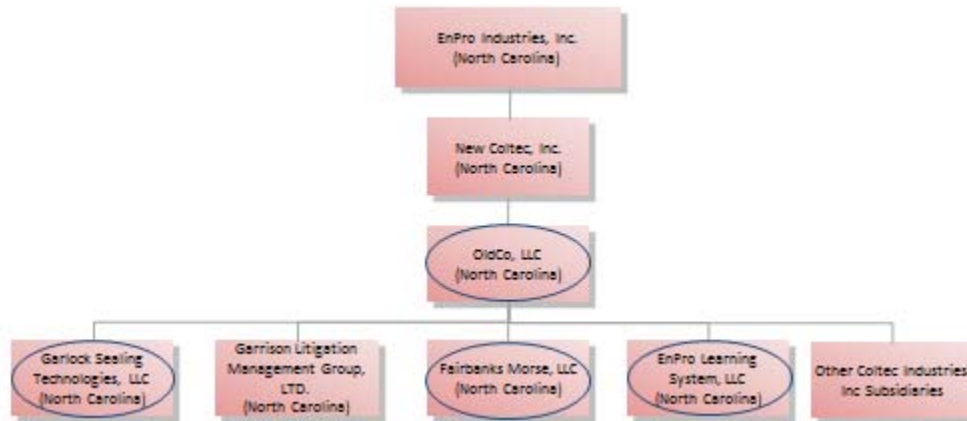 EnPro Industries, Inc.
(North Carolina)
New Coltec, Inc.
(North Carolina)
OldCo, LLC
(North Carolina)
Garlock Sealing
Technologies, LLC
(North Carolina)
Garrison Litigation
Management Group,
LTD.
(North Carolina)
Fairbanks Morse, LLC
(North Carolina)
EnPro Learning
System, LLC
(North Carolina)
Other Coltec Industries
Inc Subsidiaries